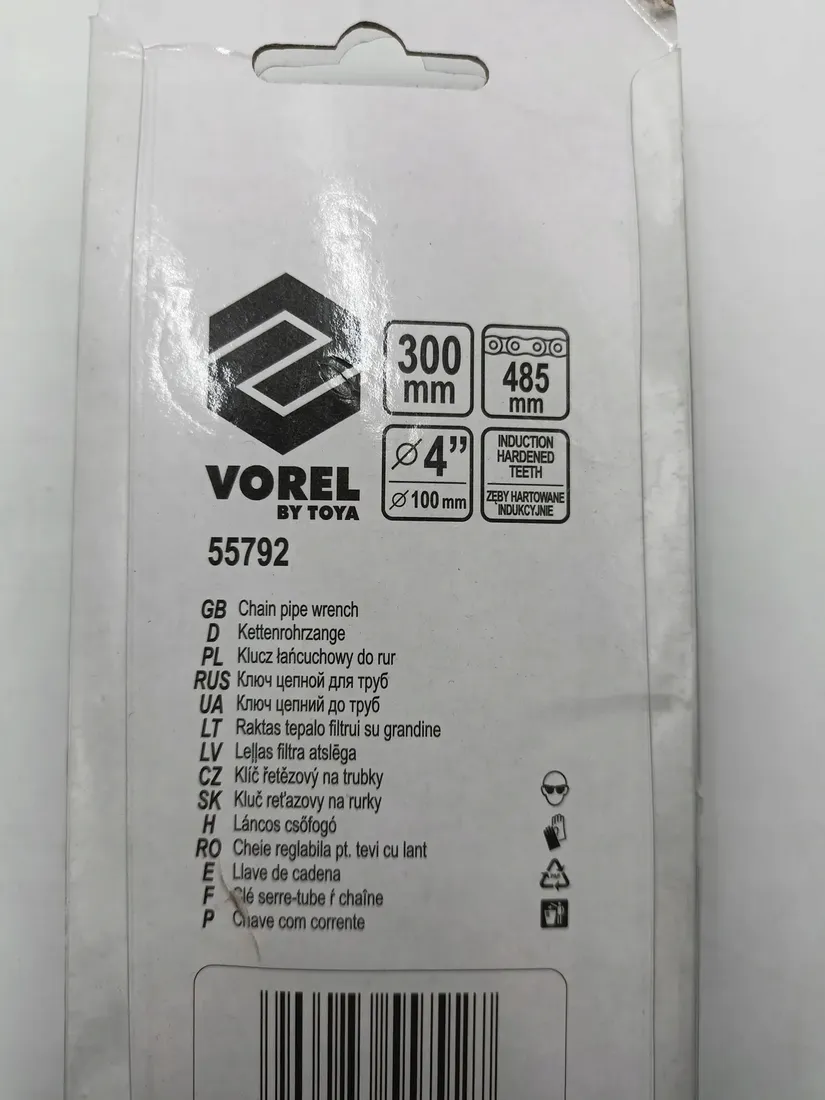 300
mm
485
mm
⌀ 4”
⌀ 100 mm
INDUCTION
HARDENED
TEETH
ZĘBY HARTOWANE
INDUKCYJNIE
VOREL
BY TOYA
55792
GB Chain pipe wrench
D Kettenrohrzange
PL Klucz łańcuchowy do rur
RUS Ключ цепной для труб
UA Ключ цепний до труб
LT Raktas tepalo filtrui su grandine
LV Leļļas filtra atslēga
CZ Klíč řetězový na trubky
SK Kluč reťazovy na rurky
H Láncos csőfogó
RO Cheie reglabila pt. tevi cu lant
E Llave de cadena
F Clé serre-tube ŕ chaîne
P Chave com corrente